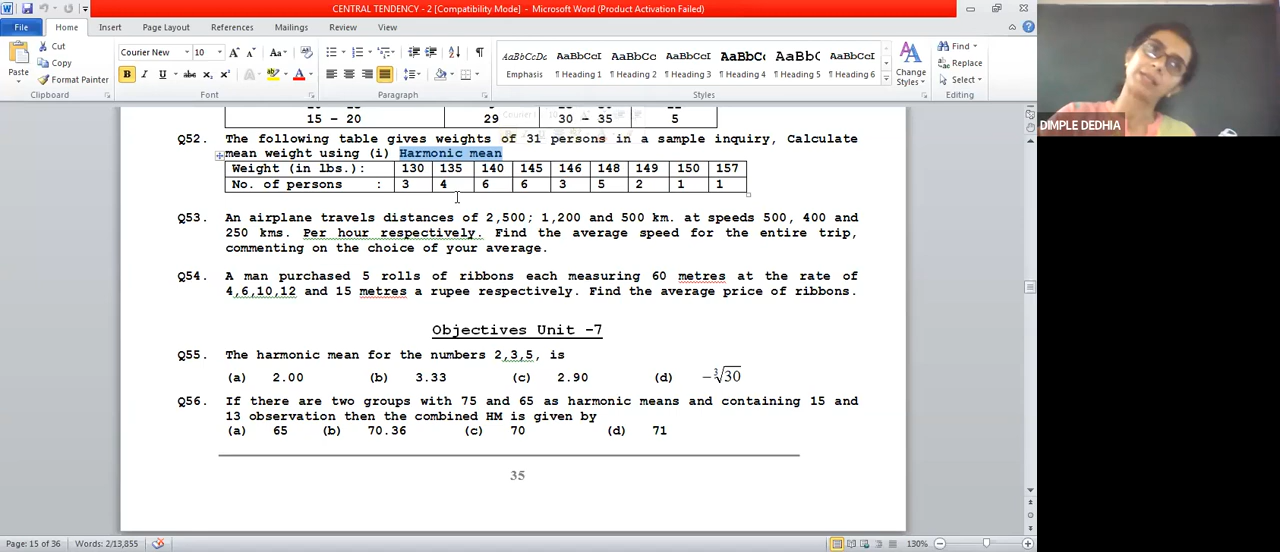 CENTRAL TENDENCY - 2 [Compatibility Mode] - Microsoft Word (Product Activation Failed)
File Home Insert Page Layout References Mailings Review View
Cut
Copy
Format Painter
Paste
Clipboard
Courier New 10
Font
Paragraph
AaBbCcDc AaBbCcI AaBbCcI AaBbCcI AaBbCc AaBbCcI AaBbCcI
Emphasis ¶ Heading 1 ¶ Heading 2 ¶ Heading 3 ¶ Heading 4 ¶ Heading 5 ¶ Heading 6
Styles
Change Styles
Find
Replace
Select
Editing
DIMPLE DEDHIA
15 - 20 29 30 - 35 5
Q52. The following table gives weights of 31 persons in a sample inquiry, Calculate
mean weight using (i) Harmonic mean
Weight (in lbs.): 130 135 140 145 146 148 149 150 157
No. of persons : 3 4 6 6 3 5 2 1 1
Q53. An airplane travels distances of 2,500; 1,200 and 500 km. at speeds 500, 400 and
250 kms. Per hour respectively. Find the average speed for the entire trip,
commenting on the choice of your average.
Q54. A man purchased 5 rolls of ribbons each measuring 60 metres at the rate of
4,6,10,12 and 15 metres a rupee respectively. Find the average price of ribbons.
Objectives Unit -7
Q55. The harmonic mean for the numbers 2,3,5, is
(a) 2.00 (b) 3.33 (c) 2.90 (d) -∛30
Q56. If there are two groups with 75 and 65 as harmonic means and containing 15 and
13 observation then the combined HM is given by
(a) 65 (b) 70.36 (c) 70 (d) 71
35
Page: 15 of 36 Words: 2/13,855 130%